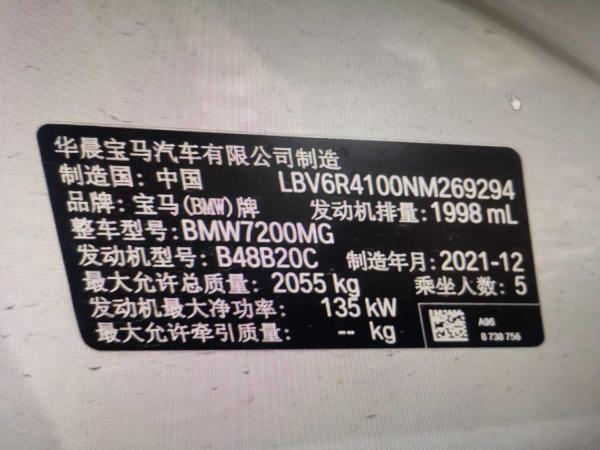 华晨宝马汽车有限公司制造
制造国: 中国 LBV6R4100NM269294
品牌: 宝马(BMW)牌 发动机排量: 1998 mL
整车型号: BMW7200MG
发动机型号: B48B20C 制造年月: 2021-12
最大允许总质量: 2055 kg 乘坐人数: 5
发动机最大净功率: 135 kW
最大允许牵引质量: -- kg
A96
8 738 756